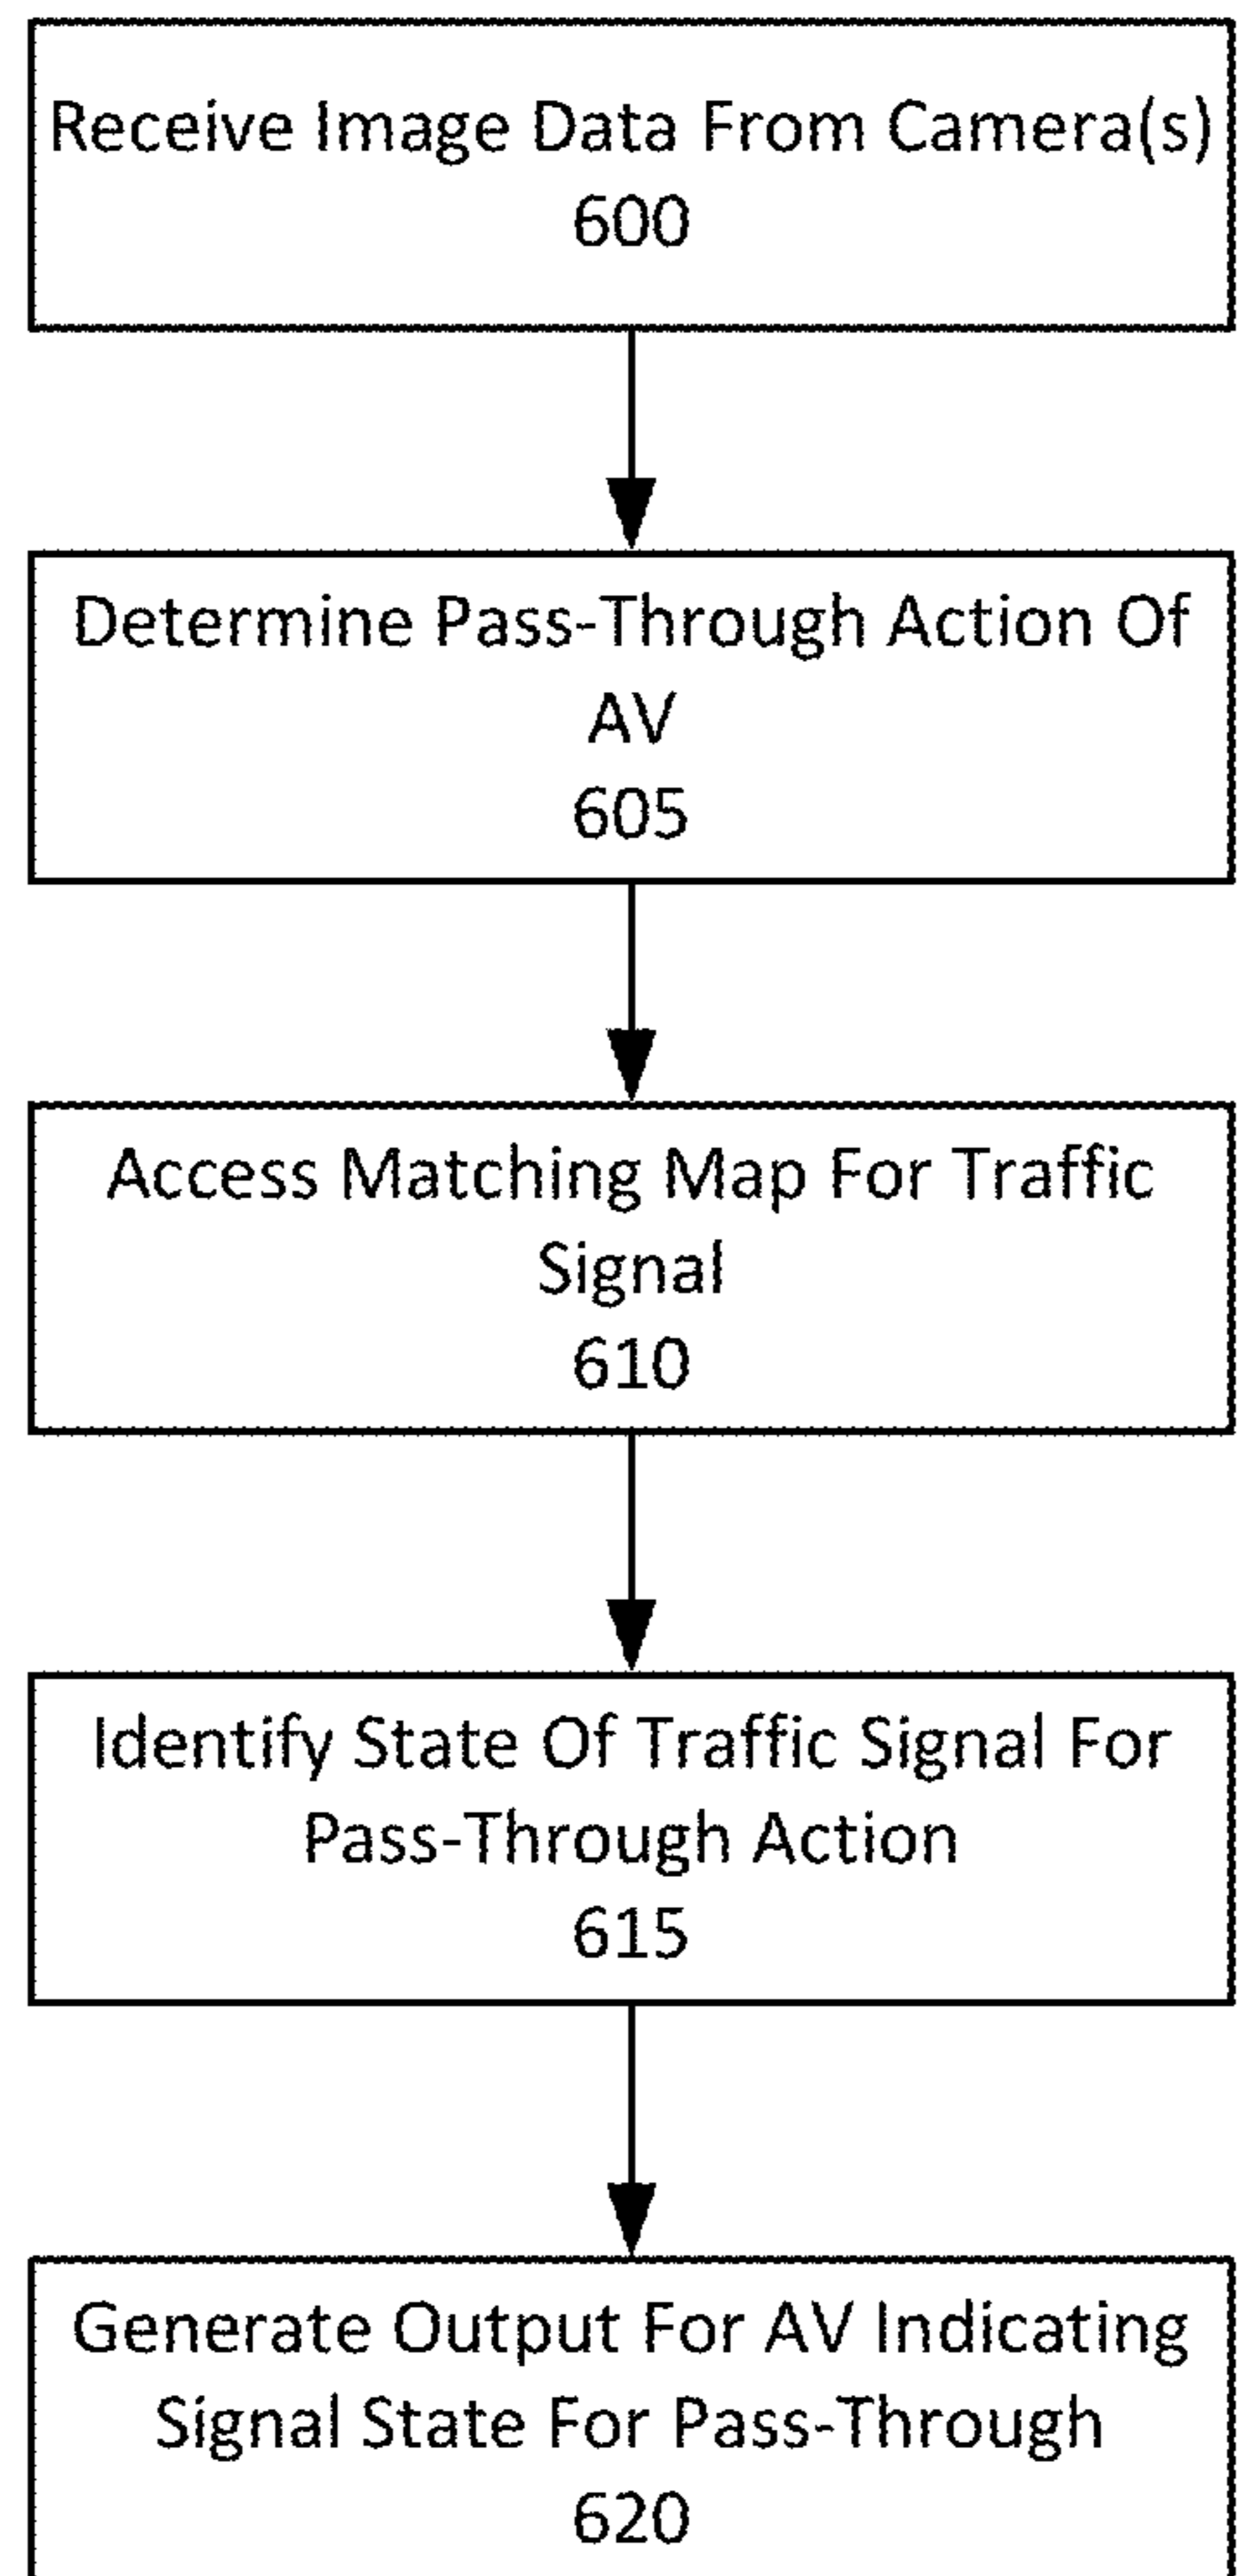 Receive Image Data From Camera(s)
600
Determine Pass-Through Action Of
AV
605
Access Matching Map For Traffic
Signal
610
Identify State Of Traffic Signal For
Pass-Through Action
615
Generate Output For AV Indicating
Signal State For Pass-Through
620